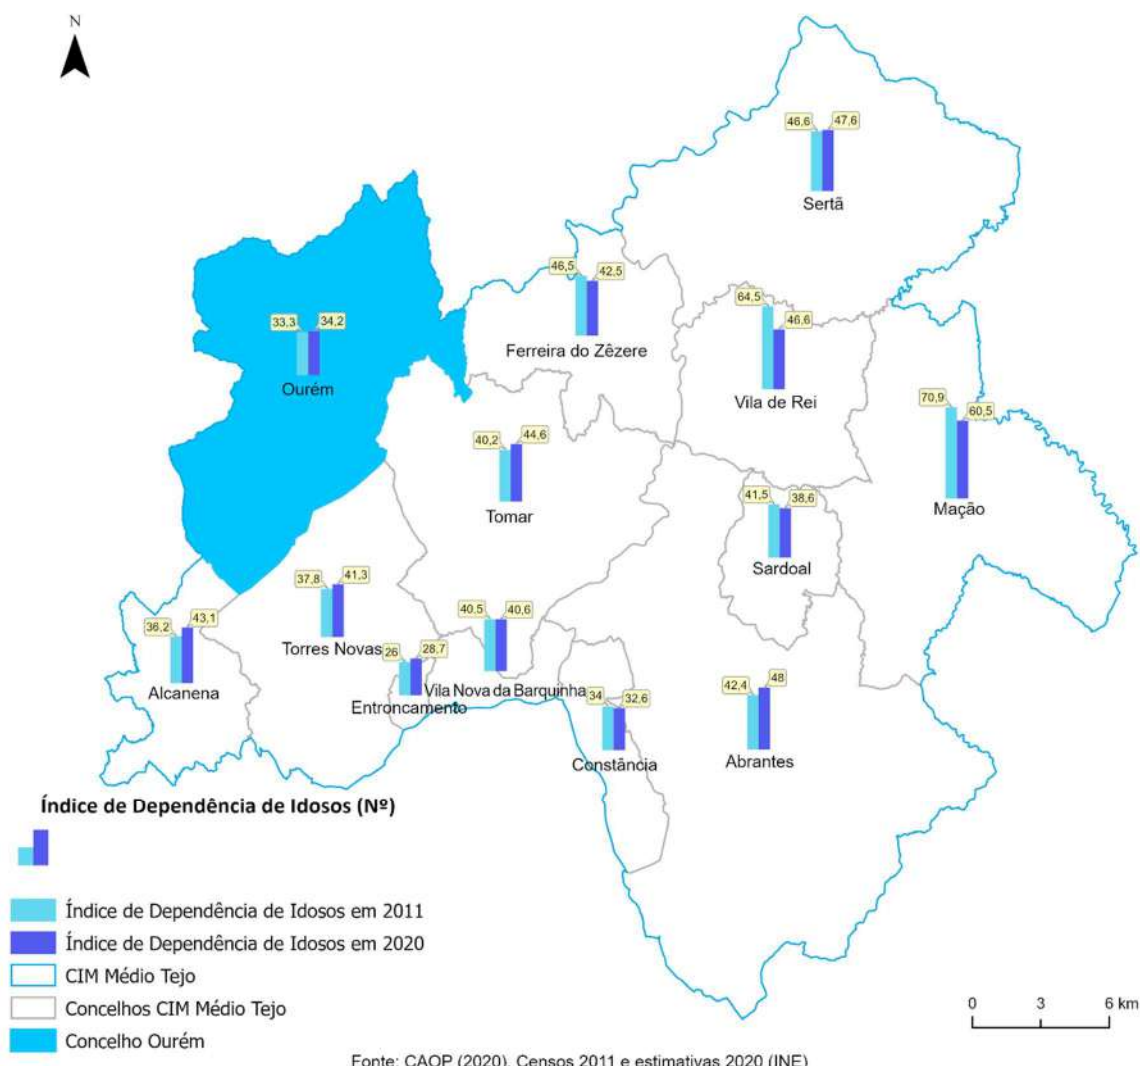 N
46,6 47,6
Sertã
46,5 42,5
Ferreira do Zêzere
64,5 46,6
Vila de Rei
33,3 34,2
Ourém
70,9 60,5
Mação
40,2 44,6
Tomar
41,5 38,6
Sardoal
37,8 41,3
Torres Novas
36,2 43,1
Alcanena
40,5 40,6
Vila Nova da Barquinha
26 28,7
Entroncamento
34 32,6
Constância
42,4 48
Abrantes
Índice de Dependência de Idosos (Nº)
Índice de Dependência de Idosos em 2011
Índice de Dependência de Idosos em 2020
CIM Médio Tejo
Concelhos CIM Médio Tejo
Concelho Ourém
0 3 6 km
Fonte: CAOP (2020), Censos 2011 e estimativas 2020 (INE)